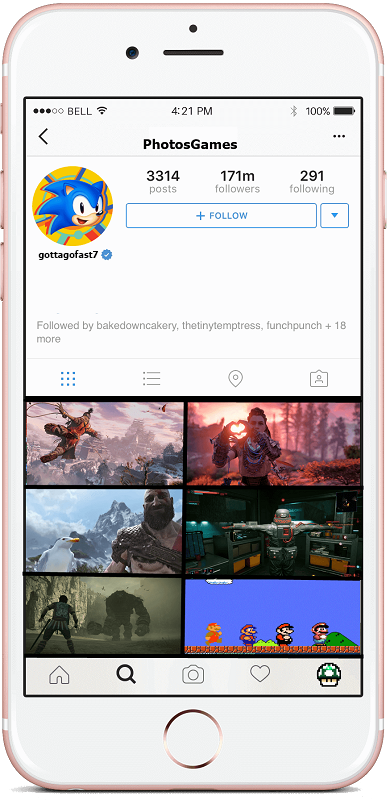 BELL 4:21 PM 100%
PhotosGames
3314 171m 291
posts followers following
+ FOLLOW
gottagofast7
Followed by bakedowncakery, thetinytemptress, funchpunch + 18
more